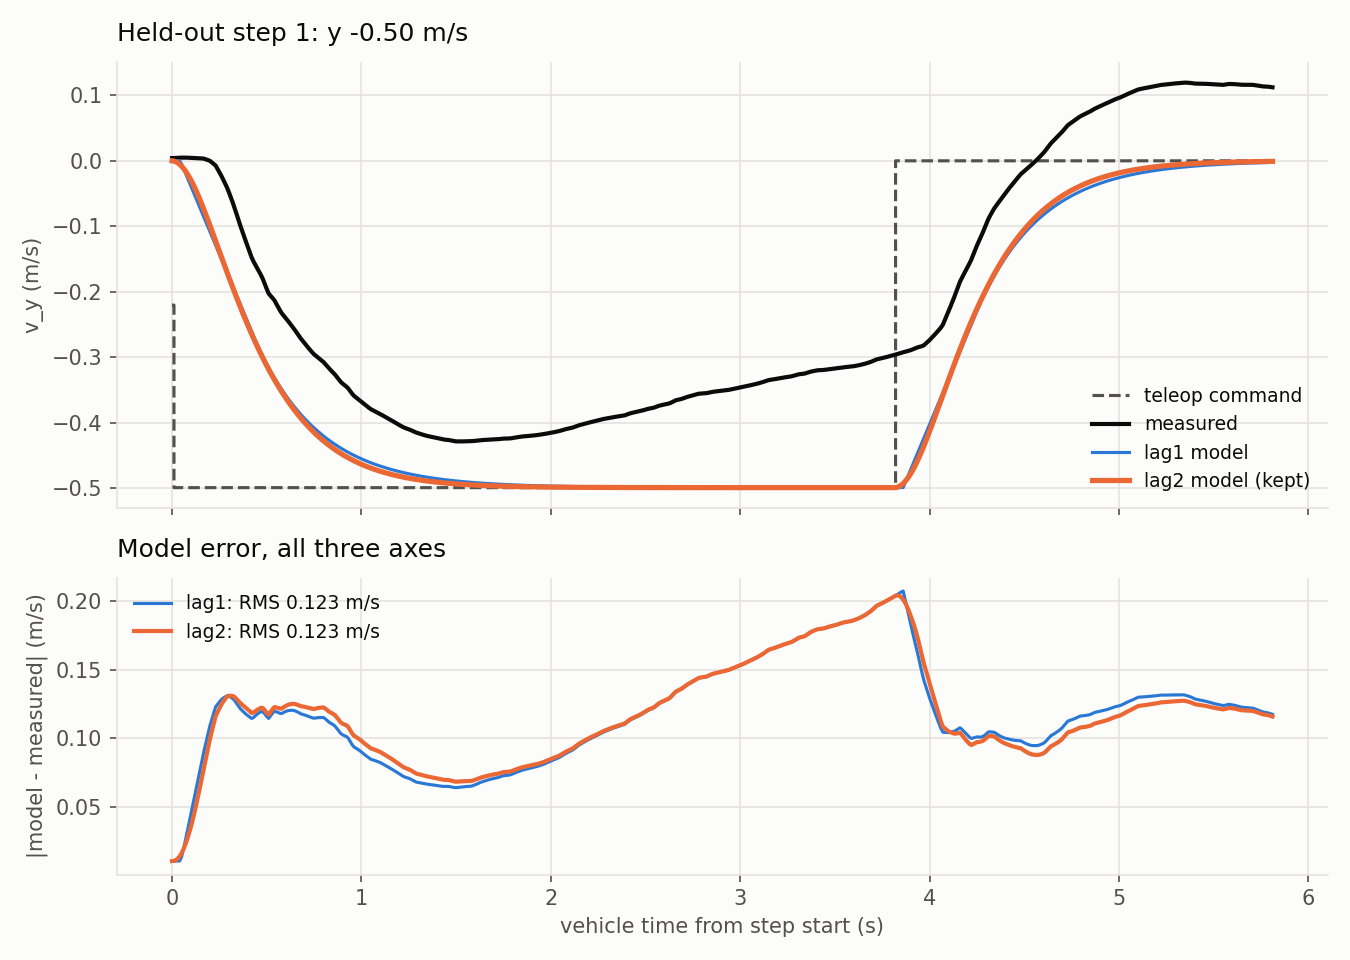 Held-out step 1: y -0.50 m/s
v_y (m/s)
0.1
0.0
−0.1
−0.2
−0.3
−0.4
−0.5
teleop command
measured
lag1 model
lag2 model (kept)
Model error, all three axes
|model - measured| (m/s)
0.20
0.15
0.10
0.05
lag1: RMS 0.123 m/s
lag2: RMS 0.123 m/s
0 1 2 3 4 5 6
vehicle time from step start (s)